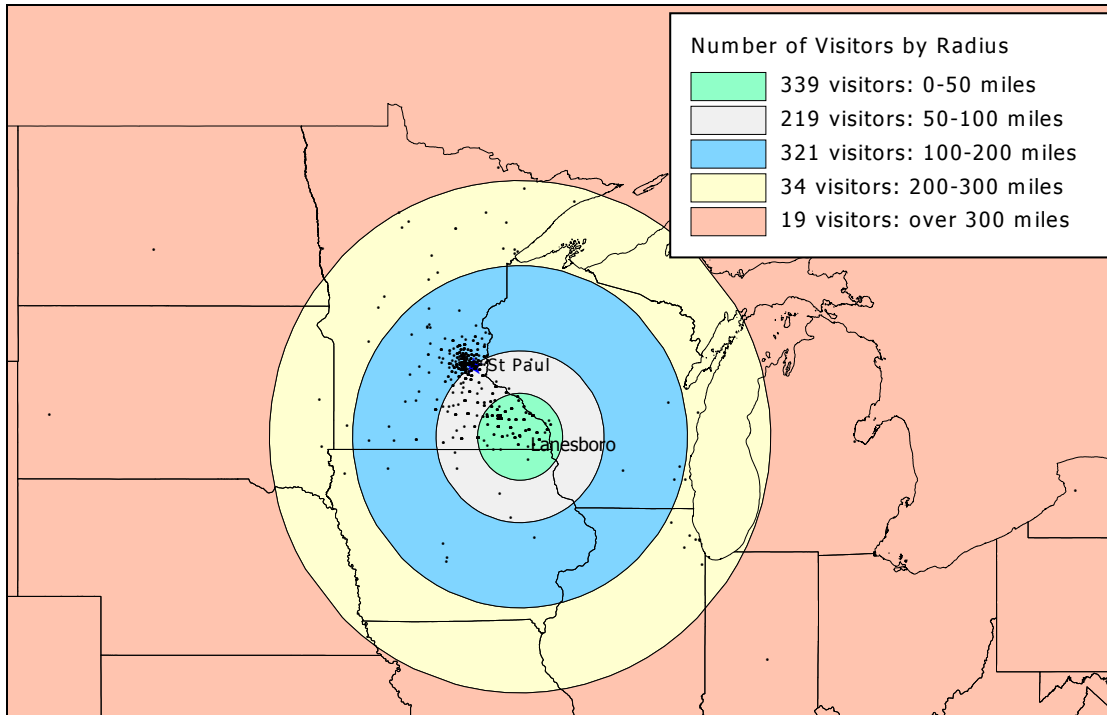 Number of Visitors by Radius
339 visitors: 0-50 miles
219 visitors: 50-100 miles
321 visitors: 100-200 miles
34 visitors: 200-300 miles
19 visitors: over 300 miles
St Paul
Lanesboro